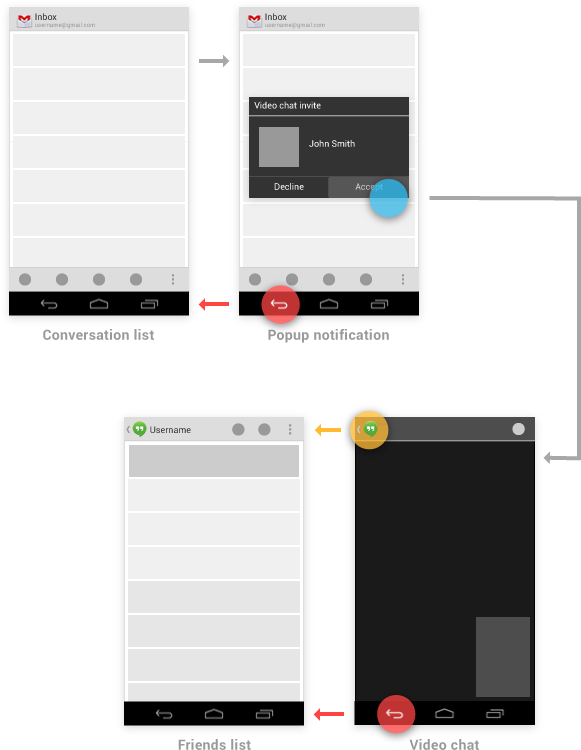 Inbox
username@gmail.com
Inbox
username@gmail.com
Video chat invite
John Smith
Decline
Accept
Conversation list
Popup notification
Username
Friends list
Video chat